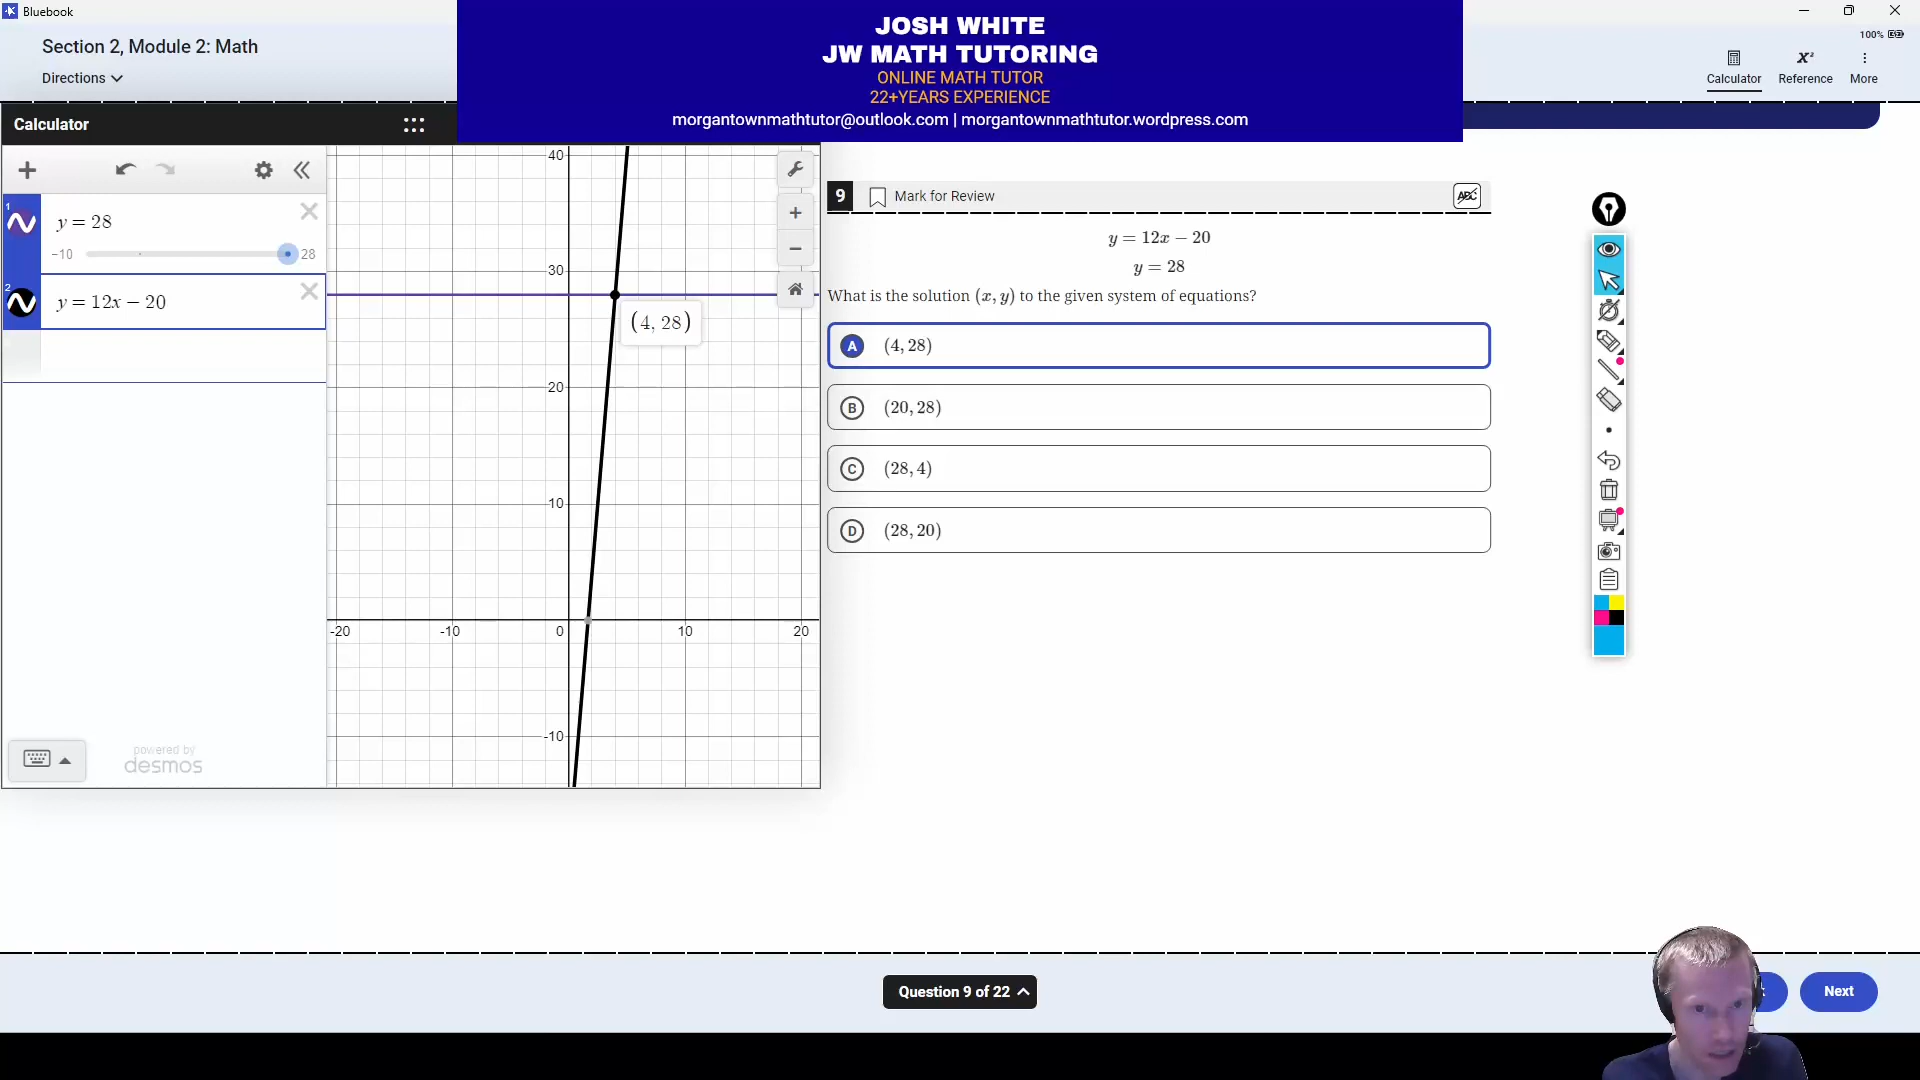 Bluebook
Section 2, Module 2: Math
Directions
JOSH WHITE
JW MATH TUTORING
ONLINE MATH TUTOR
22+YEARS EXPERIENCE
morgantownmathtutor@outlook.com | morgantownmathtutor.wordpress.com
100%
Calculator
Reference
More
Calculator
1
y = 28
-10
28
2
y = 12x − 20
powered by
desmos
40
30
20
10
-10
-20
-10
0
10
20
(4, 28)
9
Mark for Review
ABC
y = 12x − 20
y = 28
What is the solution (x, y) to the given system of equations?
A (4, 28)
B (20, 28)
C (28, 4)
D (28, 20)
Question 9 of 22
Next